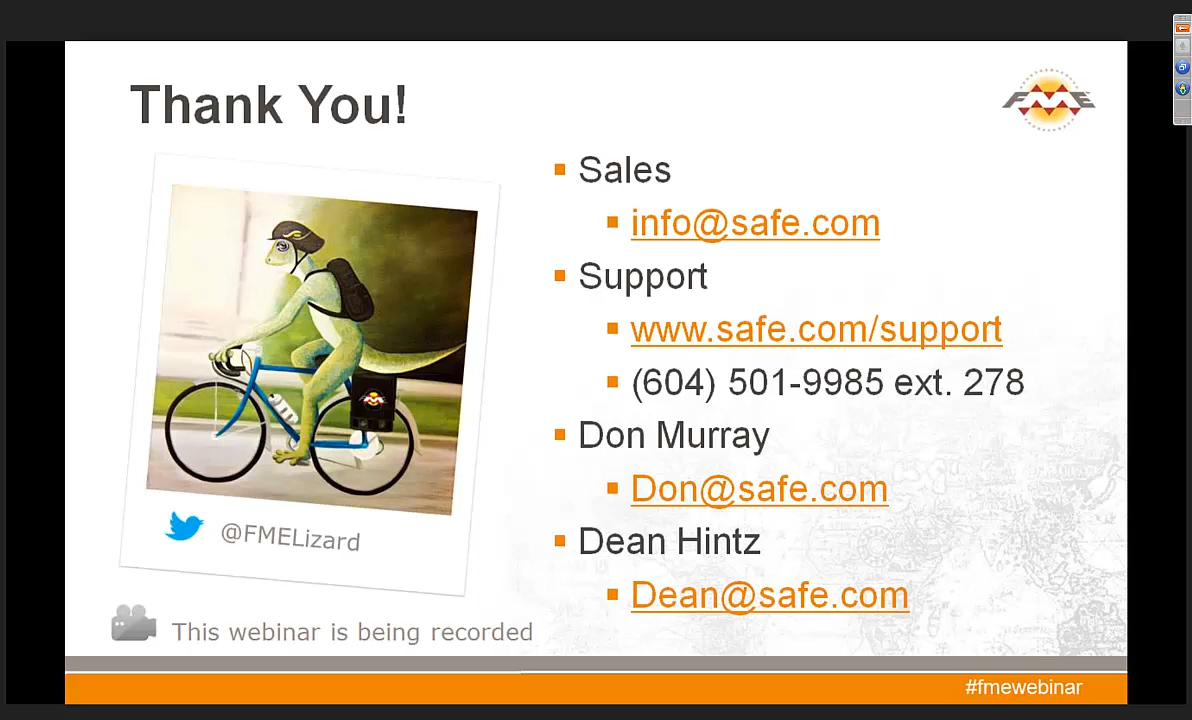 Thank You!
FME
Sales
info@safe.com
Support
www.safe.com/support
(604) 501-9985 ext. 278
Don Murray
Don@safe.com
Dean Hintz
Dean@safe.com
@FMELizard
This webinar is being recorded
#fmewebinar